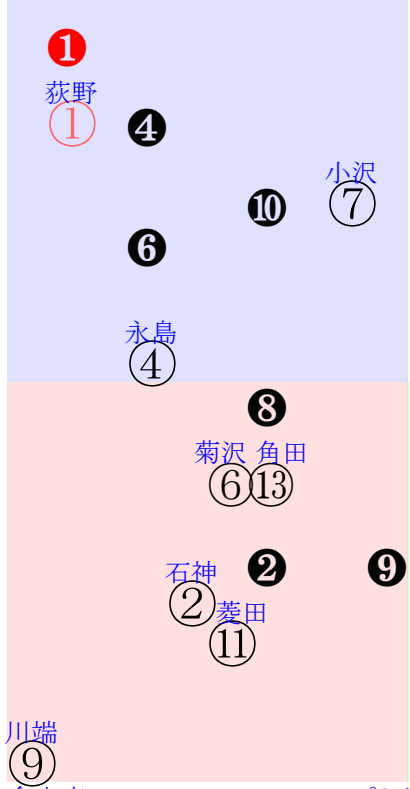 ❶
荻野
①
❹
小沢
⑦
❿
❻
永島
④
❽
菊沢 角田
⑥⑬
❷ ❾
石神
②
菱田
⑪
川端
⑨